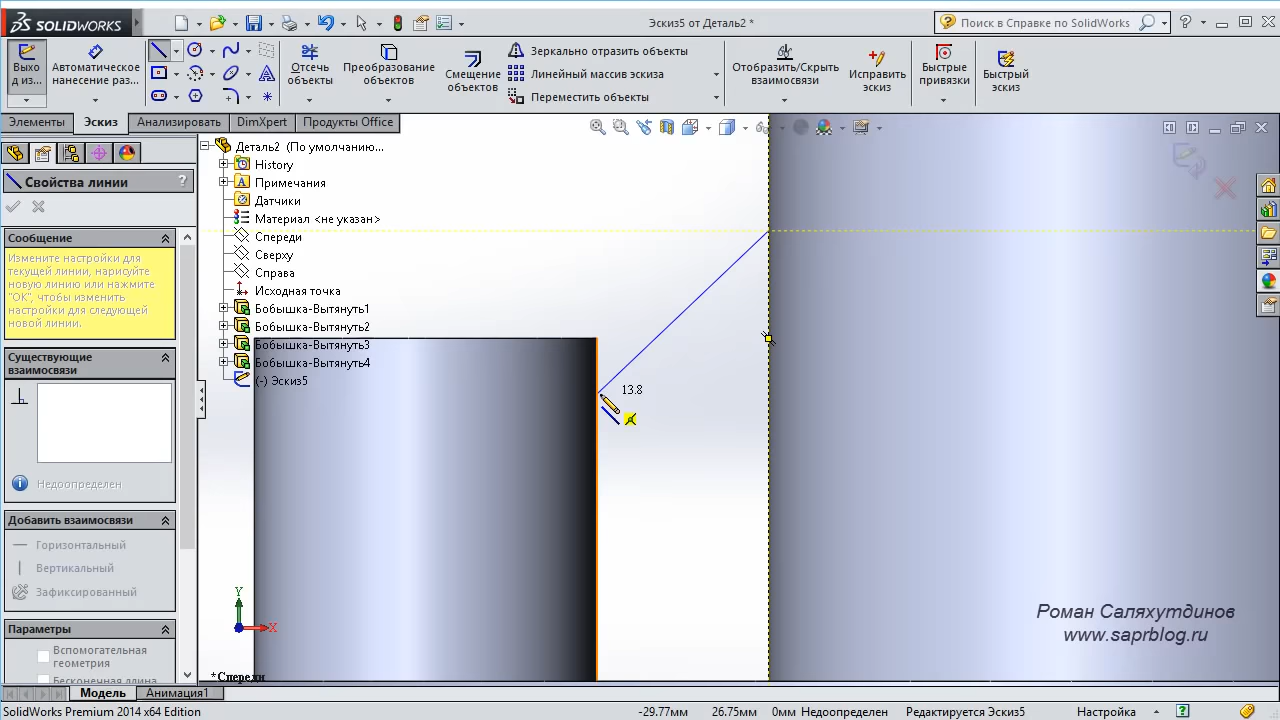 SOLIDWORKS
Эскиз5 от Деталь2 *
Поиск в Справке по SolidWorks
?
Выхо
д из...
Автоматическое
нанесение раз...
Отсечь
объекты
Преобразование
объектов
Смещение
объектов
Зеркально отразить объекты
Линейный массив эскиза
Переместить объекты
Отобразить/Скрыть
взаимосвязи
Исправить
эскиз
Быстрые
привязки
Быстрый
эскиз
Элементы
Эскиз
Анализировать
DimXpert
Продукты Office
Свойства линии
?
Сообщение
Измените настройки для
текущей линии, нарисуйте
новую линию или нажмите
"ОК", чтобы изменить
настройки для следующей
новой линии.
Существующие
взаимосвязи
Недоопределен
Добавить взаимосвязи
Горизонтальный
Вертикальный
Зафиксированный
Параметры
Вспомогательная
геометрия
Бесконечная длина
Деталь2 (По умолчанию...
History
Примечания
Датчики
Материал <не указан>
Спереди
Сверху
Справа
Исходная точка
Бобышка-Вытянуть1
Бобышка-Вытянуть2
Бобышка-Вытянуть3
Бобышка-Вытянуть4
(-) Эскиз5
13.8
Y
X
*Спереди
Роман Саляхутдинов
www.saprblog.ru
Модель
Анимация1
SolidWorks Premium 2014 x64 Edition
-29.77мм
26.75мм
0мм
Недоопределен
Редактируется Эскиз5
Настройка
?